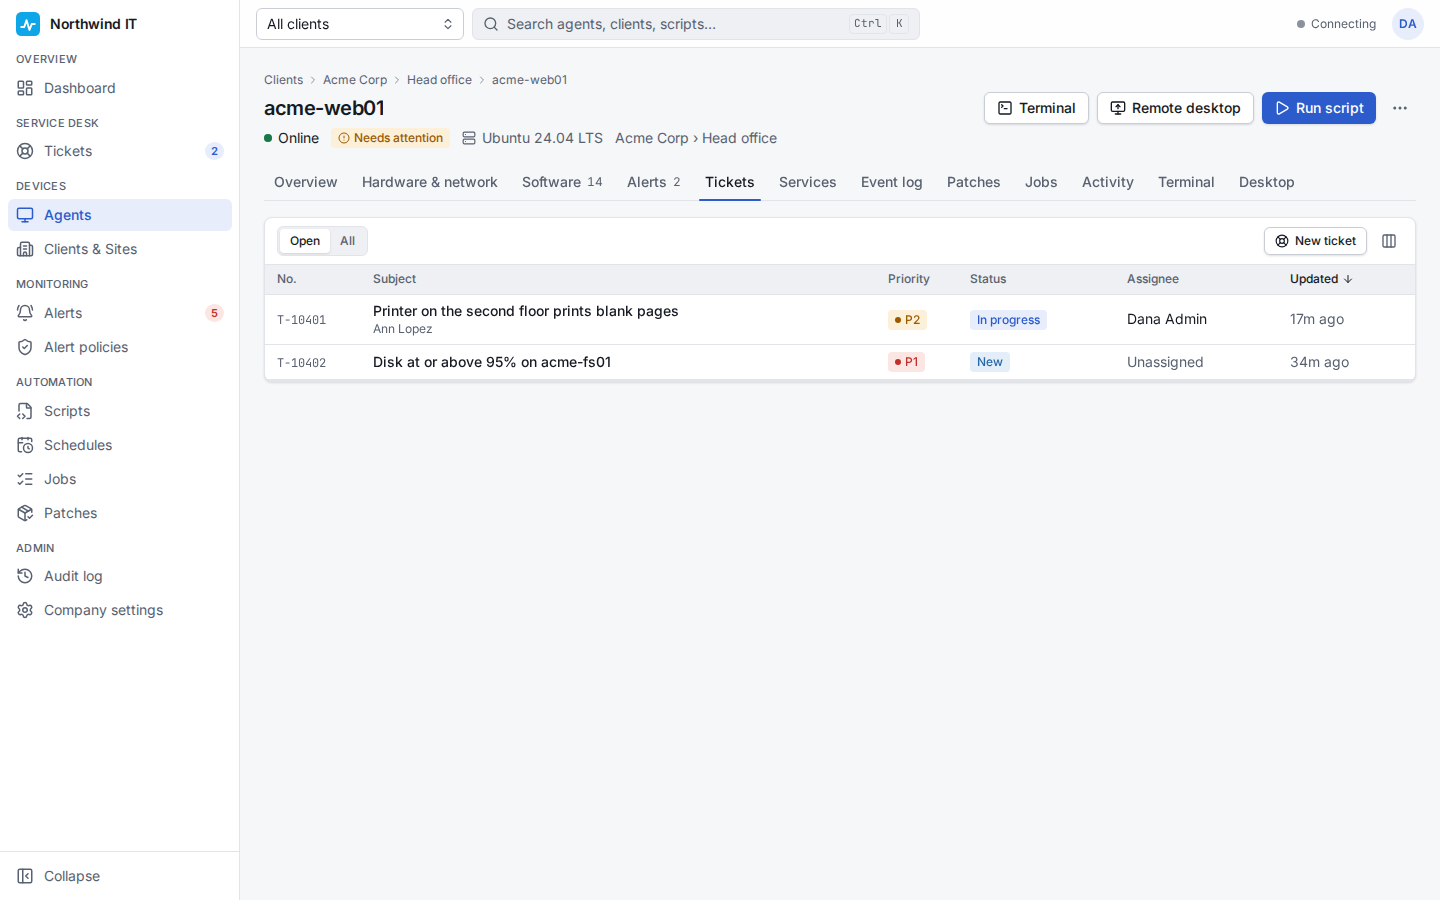 Northwind IT
All clients
Search agents, clients, scripts...
Ctrl K
Connecting
DA
OVERVIEW
Dashboard
SERVICE DESK
Tickets 2
DEVICES
Agents
Clients & Sites
MONITORING
Alerts 5
Alert policies
AUTOMATION
Scripts
Schedules
Jobs
Patches
ADMIN
Audit log
Company settings
Collapse
Clients › Acme Corp › Head office › acme-web01
acme-web01
Terminal
Remote desktop
Run script
Online Needs attention Ubuntu 24.04 LTS Acme Corp › Head office
Overview Hardware & network Software 14 Alerts 2 Tickets Services Event log Patches Jobs Activity Terminal Desktop
Open All
New ticket
No. Subject Priority Status Assignee Updated ↓
T-10401 Printer on the second floor prints blank pages P2 In progress Dana Admin 17m ago
Ann Lopez
T-10402 Disk at or above 95% on acme-fs01 P1 New Unassigned 34m ago